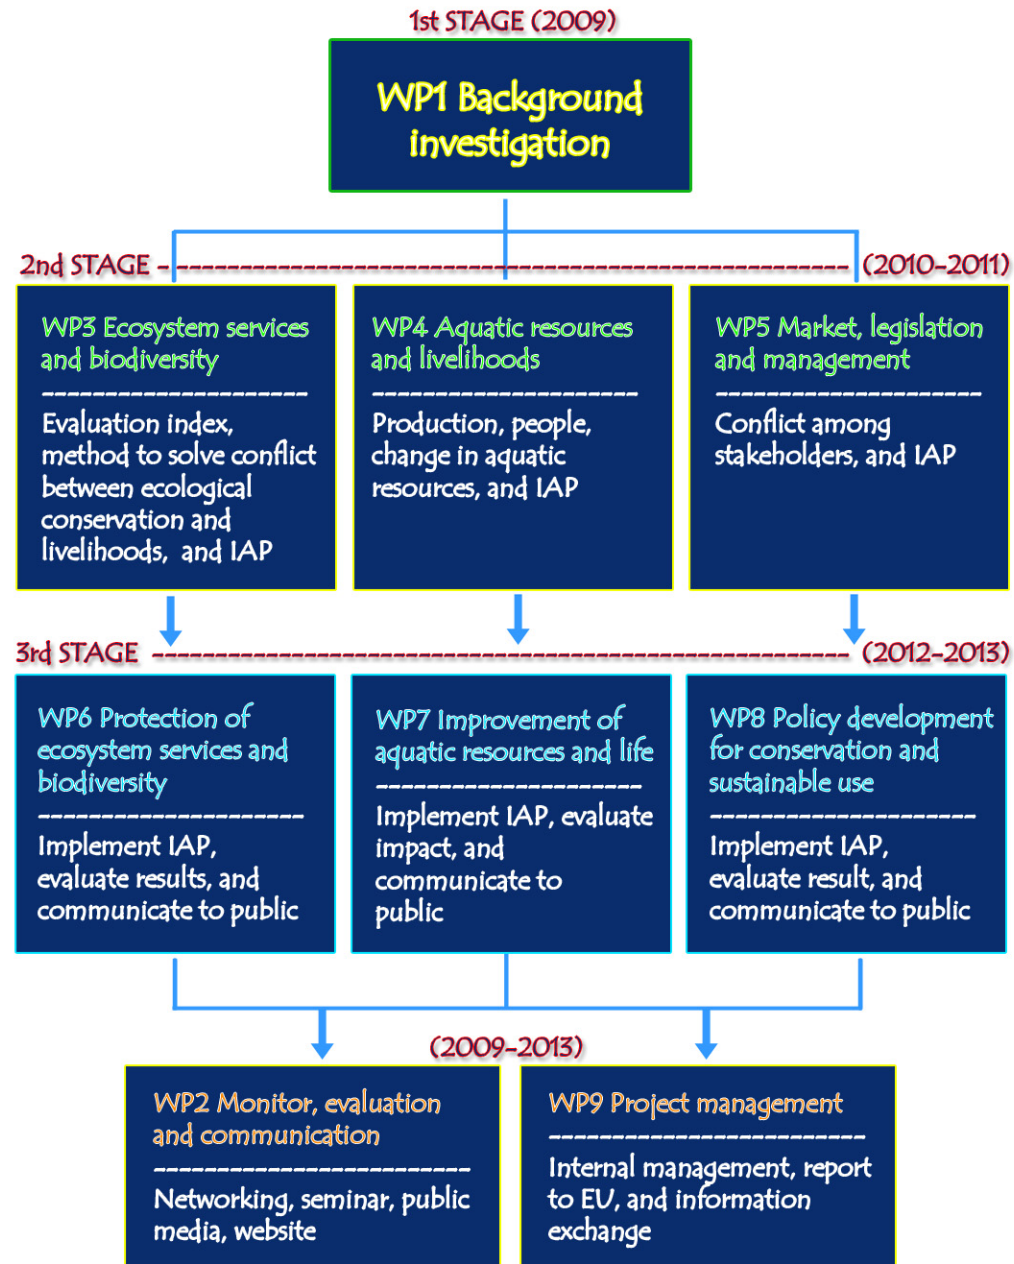 1st STAGE (2009)
WP1 Background
investigation
2nd STAGE - -------------------------------------------------- (2010-2011)
WP3 Ecosystem services
and biodiversity
---------------------
Evaluation index,
method to solve conflict
between ecological
conservation and
livelihoods, and IAP
WP4 Aquatic resources
and livelihoods
---------------------
Production, people,
change in aquatic
resources, and IAP
WP5 Market, legislation
and management
---------------------
Conflict among
stakeholders, and IAP
3rd STAGE ------------------------------------------------------- (2012-2013)
WP6 Protection of
ecosystem services and
biodiversity
---------------------
Implement IAP,
evaluate results, and
communicate to public
WP7 Improvement of
aquatic resources and life
---------------------
Implement IAP, evaluate
impact, and
communicate to
public
WP8 Policy development
for conservation and
sustainable use
---------------------
Implement IAP,
evaluate result, and
communicate to public
(2009-2013)
WP2 Monitor, evaluation
and communication
-------------------------
Networking, seminar, public
media, website
WP9 Project management
-------------------------
Internal management, report
to EU, and information
exchange